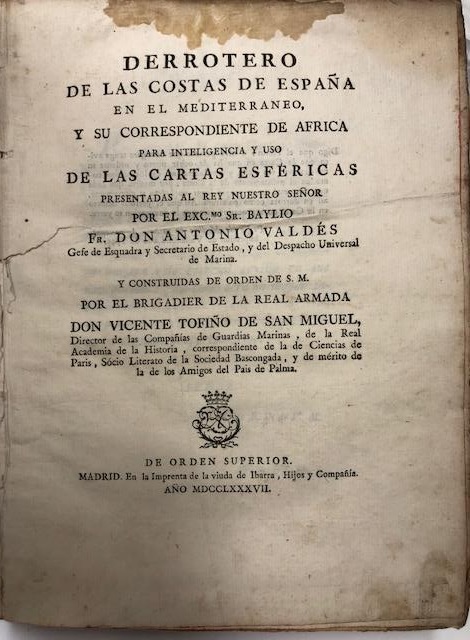 DERROTERO
DE LAS COSTAS DE ESPAÑA
EN EL MEDITERRANEO,
Y SU CORRESPONDIENTE DE AFRICA
PARA INTELIGENCIA Y USO
DE LAS CARTAS ESFÉRICAS
PRESENTADAS AL REY NUESTRO SEÑOR
POR EL EXC.MO SR. BAYLIO
FR. DON ANTONIO VALDÉS
Gefe de Esquadra y Secretario de Estado, y del Despacho Universal
de Marina.
Y CONSTRUIDAS DE ORDEN DE S. M.
POR EL BRIGADIER DE LA REAL ARMADA
DON VICENTE TOFIÑO DE SAN MIGUEL,
Director de las Compañías de Guardias Marinas, de la Real
Academia de la Historia, correspondiente de la de Ciencias de
Paris, Sócio Literato de la Sociedad Bascongada, y de mérito de
la de los Amigos del Pais de Palma.
DE ORDEN SUPERIOR.
MADRID. En la Imprenta de la viuda de Ibarra, Hijos y Compañía.
AÑO MDCCLXXXVII.